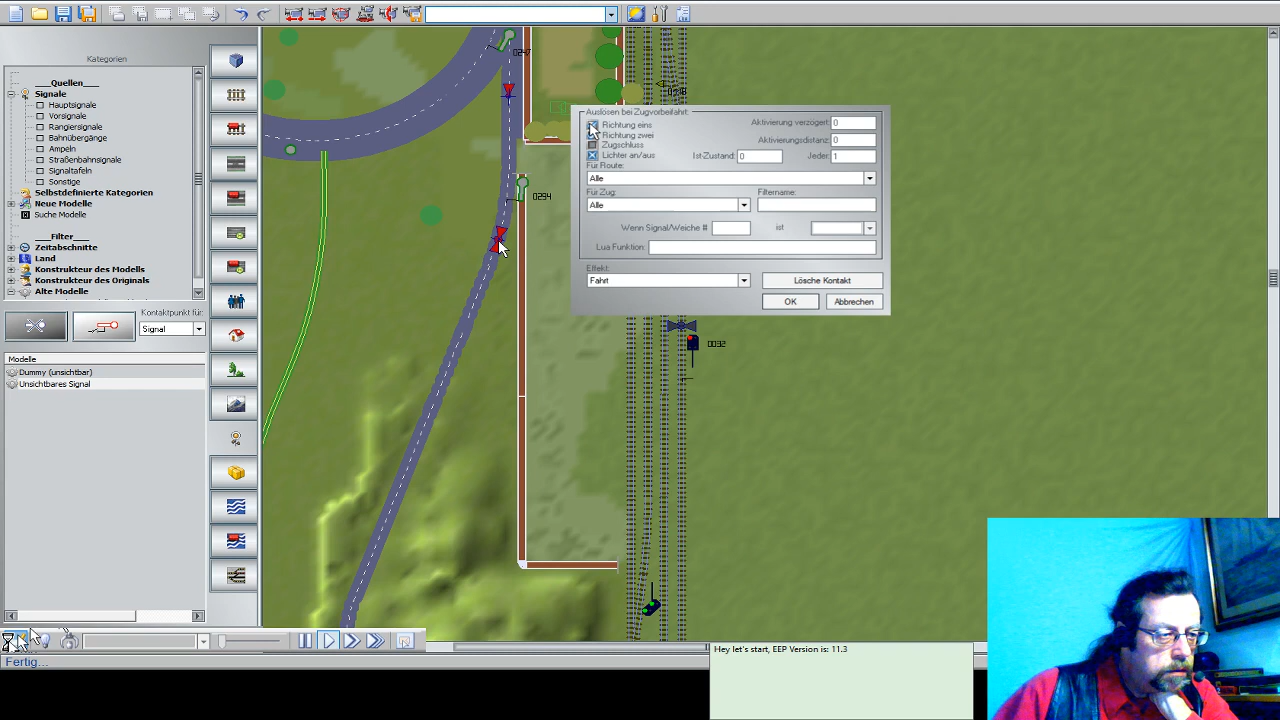 Kategorien
Quellen
Signale
Hauptsignale
Vorsignale
Rangiersignale
Bahnübergänge
Ampeln
Straßenbahnsignale
Signaltafeln
Sonstige
Selbstdefinierte Kategorien
Neue Modelle
Suche Modelle
Filter
Zeitabschnitte
Land
Konstrukteure des Modells
Konstrukteure des Originals
Alte Modelle
Kontaktpunkt für:
Signal
Modelle
Dummy (unsichtbar)
Unsichtbares Signal
Fertig...
0294
0032
Auslösen bei Zugvorbeifahrt:
Richtung eins
Aktivierung verzögert: 0
Richtung zwei
Aktivierungsdistanz: 0
Zugschluss
Lichter an/aus
Ist-Zustand: 0
Jeder: 1
Für Route:
Alle
Für Zug:
Filtername:
Alle
Wenn Signal/Weiche #
ist
Lua Funktion:
Effekt:
Fahrt
Lösche Kontakt
OK
Abbrechen
Hey let's start, EEP Version is: 11.3